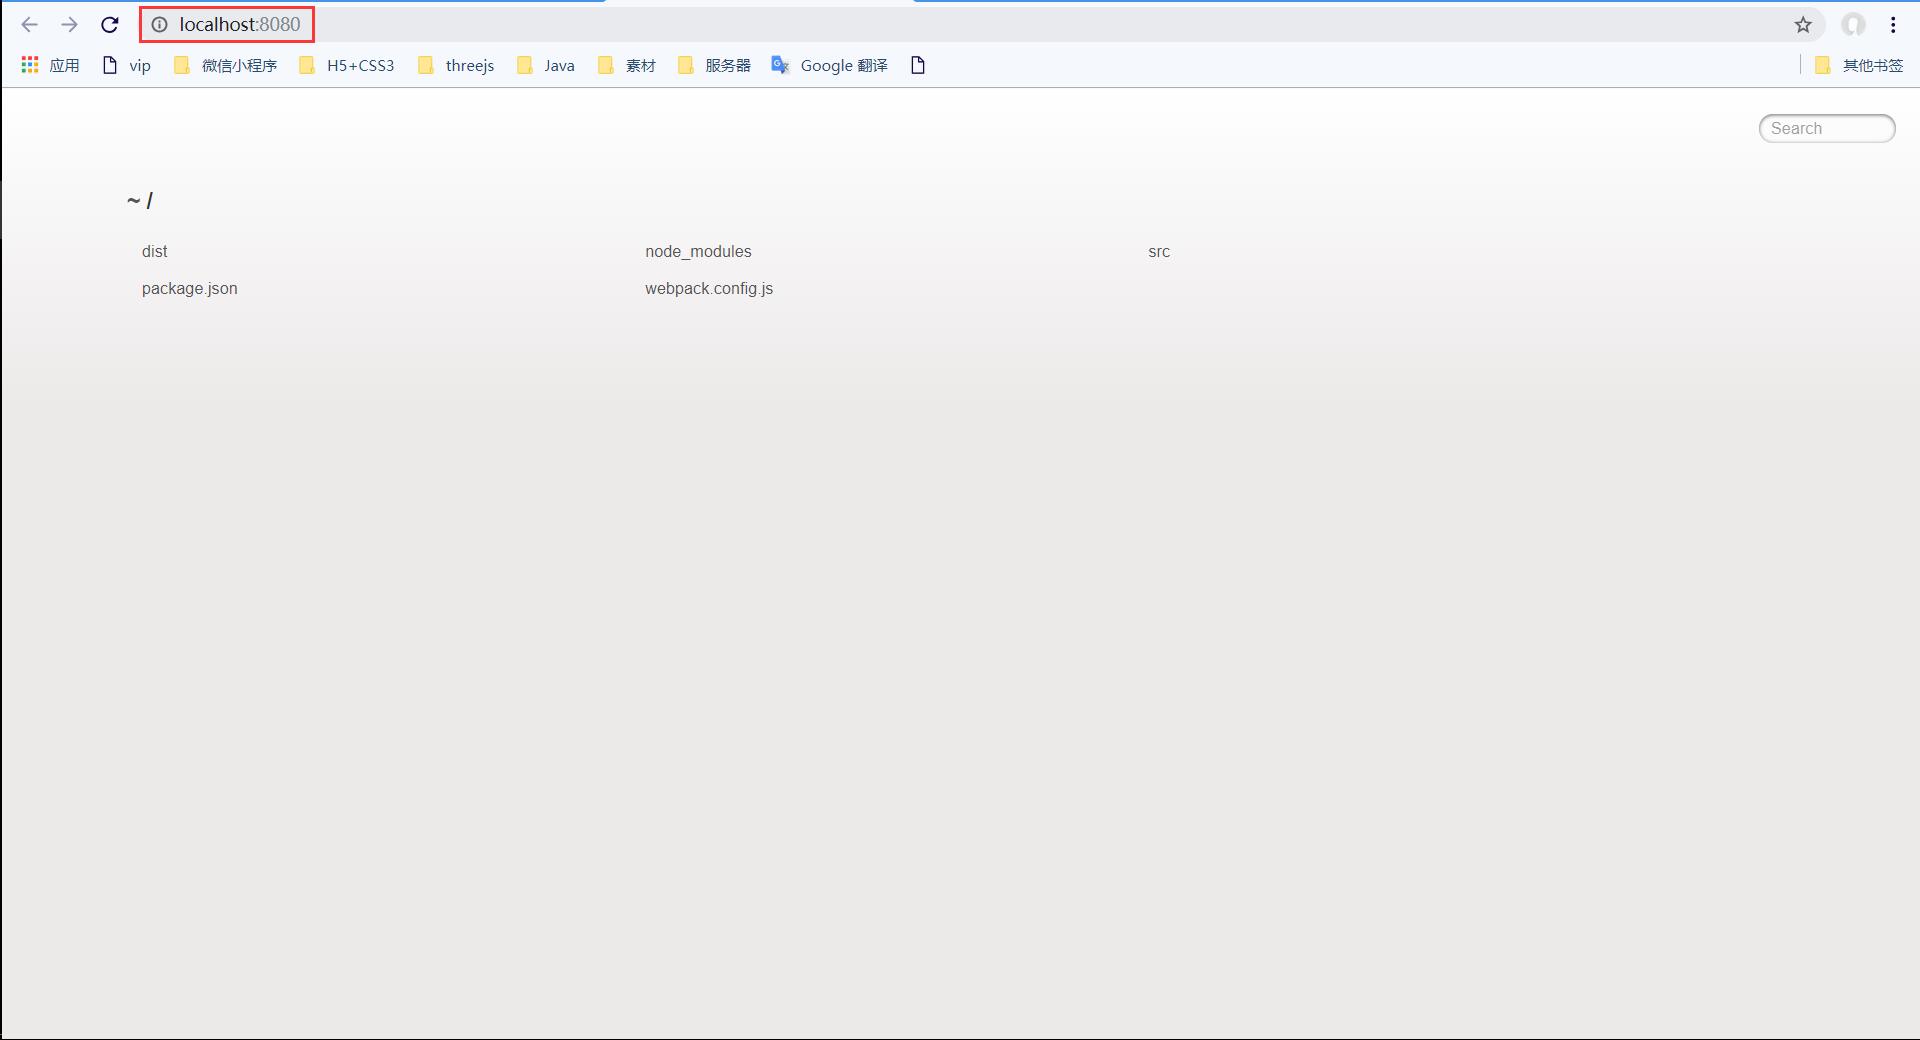 localhost:8080
应用 vip 微信小程序 H5+CSS3 threejs Java 素材 服务器 Google 翻译 其他书签
Search
~ /
dist node_modules src
package.json webpack.config.js